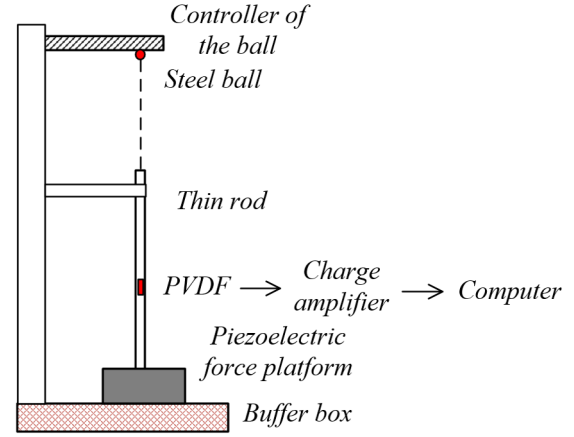 Controller of
the ball
Steel ball
Thin rod
PVDF
Charge
amplifier
Computer
Piezoelectric
force platform
Buffer box